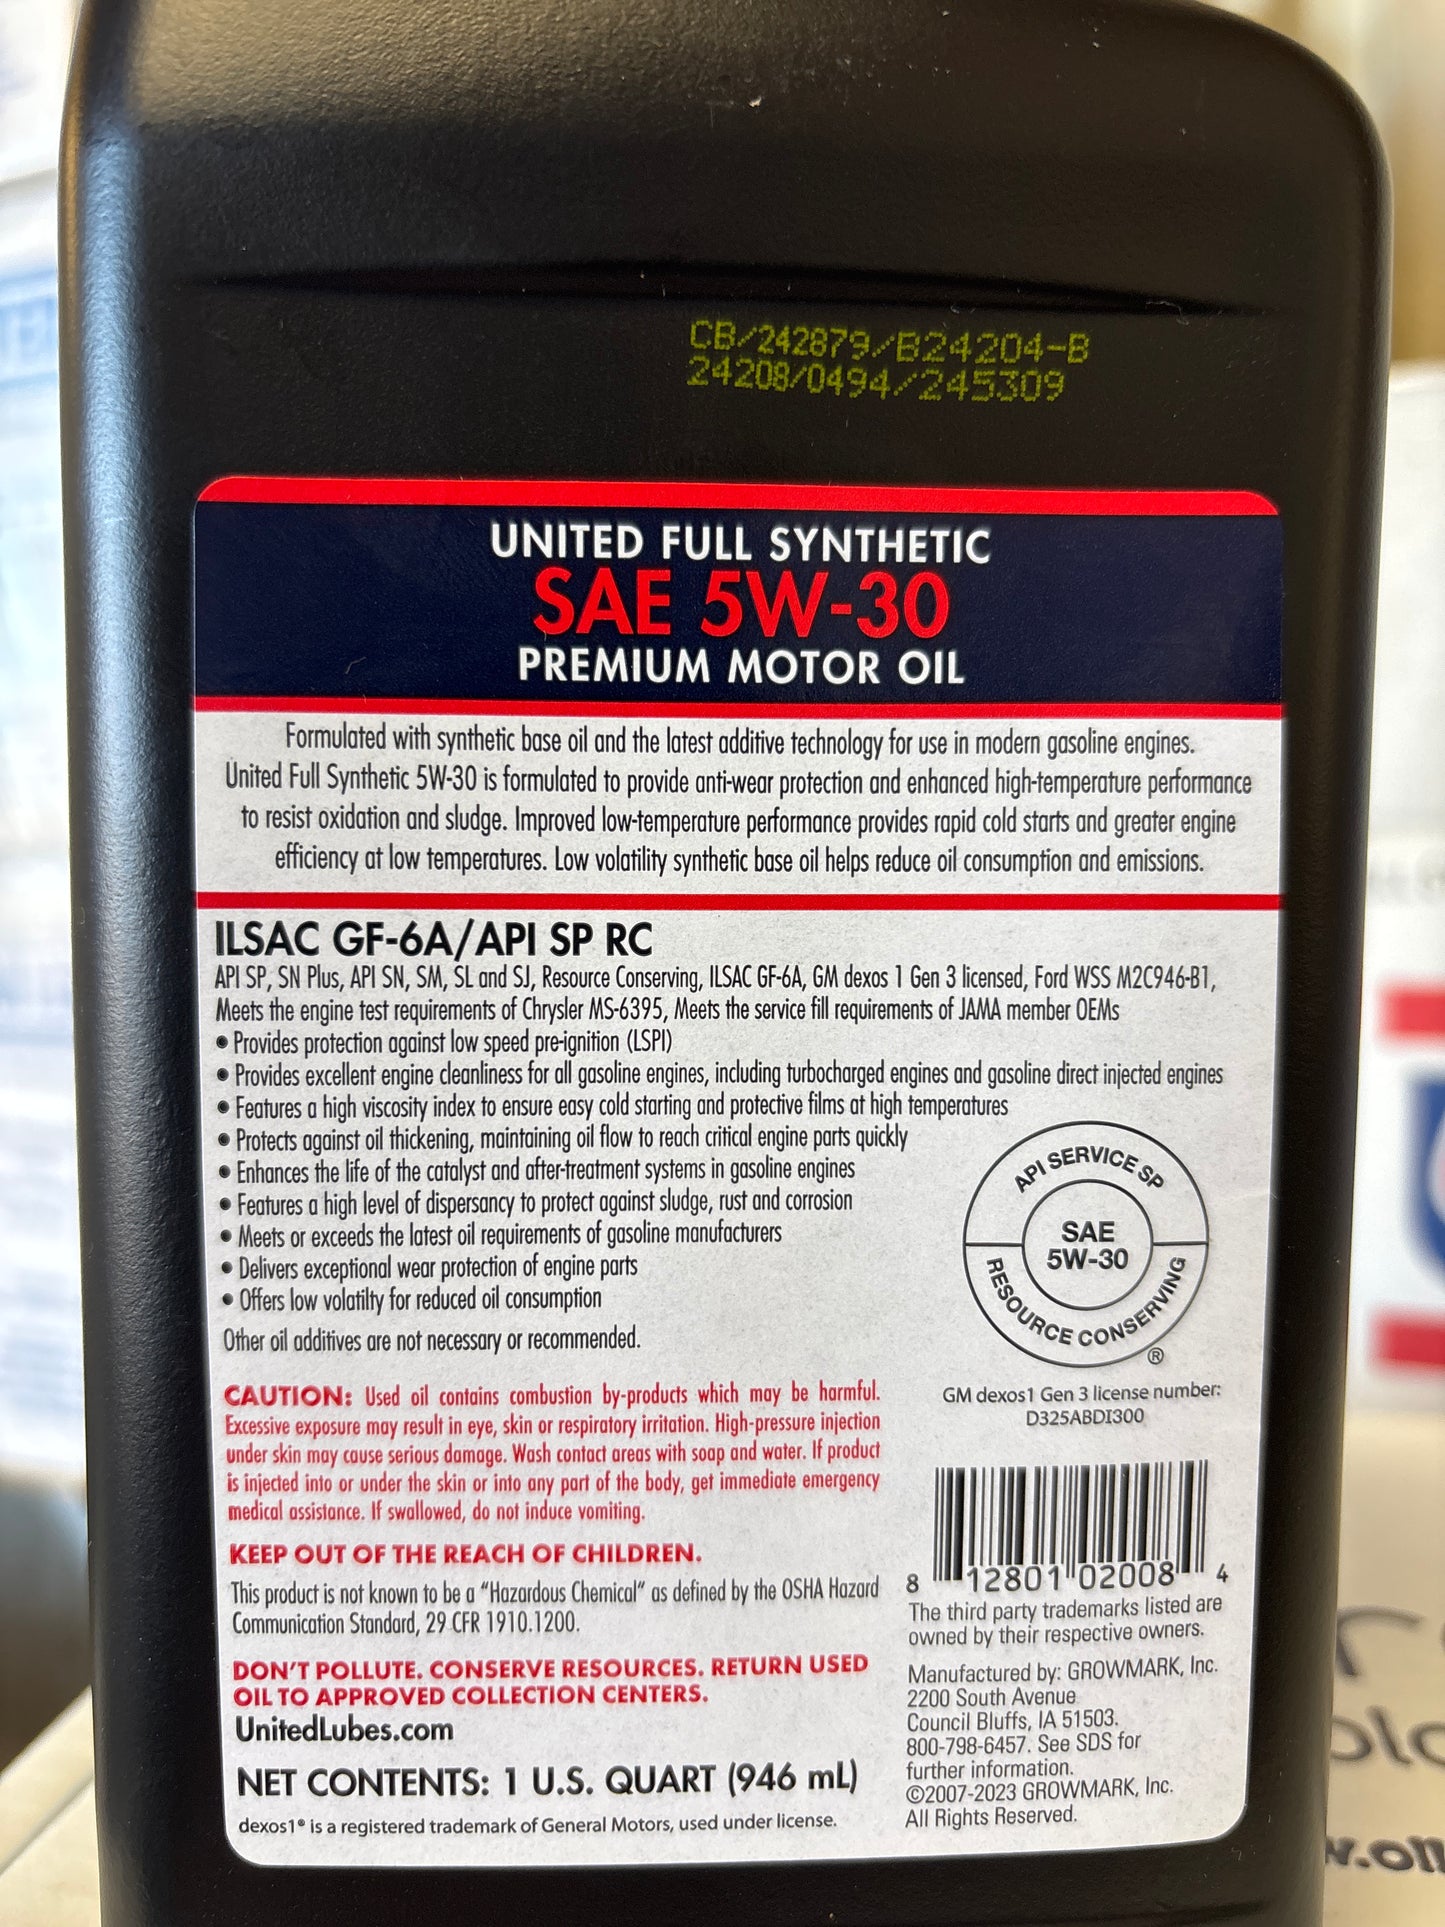 CB/242879/B24204-B
24208/0494/245309
UNITED FULL SYNTHETIC
SAE 5W-30
PREMIUM MOTOR OIL
Formulated with synthetic base oil and the latest additive technology for use in modern gasoline engines.
United Full Synthetic 5W-30 is formulated to provide anti-wear protection and enhanced high-temperature performance
to resist oxidation and sludge. Improved low-temperature performance provides rapid cold starts and greater engine
efficiency at low temperatures. Low volatility synthetic base oil helps reduce oil consumption and emissions.
ILSAC GF-6A/API SP RC
API SP, SN Plus, API SN, SM, SL and SJ, Resource Conserving, ILSAC GF-6A, GM dexos 1 Gen 3 licensed, Ford WSS M2C946-B1,
Meets the engine test requirements of Chrysler MS-6395, Meets the service fill requirements of JAMA member OEMs
• Provides protection against low speed pre-ignition (LSPI)
• Provides excellent engine cleanliness for all gasoline engines, including turbocharged engines and gasoline direct injected engines
• Features a high viscosity index to ensure easy cold starting and protective films at high temperatures
• Protects against oil thickening, maintaining oil flow to reach critical engine parts quickly
• Enhances the life of the catalyst and after-treatment systems in gasoline engines
• Features a high level of dispersancy to protect against sludge, rust and corrosion
• Meets or exceeds the latest oil requirements of gasoline manufacturers
• Delivers exceptional wear protection of engine parts
• Offers low volatilty for reduced oil consumption
Other oil additives are not necessary or recommended.
API SERVICE SP
SAE
5W-30
RESOURCE CONSERVING
®
CAUTION: Used oil contains combustion by-products which may be harmful.
Excessive exposure may result in eye, skin or respiratory irritation. High-pressure injection
under skin may cause serious damage. Wash contact areas with soap and water. If product
is injected into or under the skin or into any part of the body, get immediate emergency
medical assistance. If swallowed, do not induce vomiting.
KEEP OUT OF THE REACH OF CHILDREN.
This product is not known to be a "Hazardous Chemical" as defined by the OSHA Hazard
Communication Standard, 29 CFR 1910.1200.
DON'T POLLUTE. CONSERVE RESOURCES. RETURN USED
OIL TO APPROVED COLLECTION CENTERS.
UnitedLubes.com
NET CONTENTS: 1 U.S. QUART (946 mL)
dexos1® is a registered trademark of General Motors, used under license.
GM dexos1 Gen 3 license number:
D325ABDI300
8 12801 02008 4
The third party trademarks listed are
owned by their respective owners.
Manufactured by: GROWMARK, Inc.
2200 South Avenue
Council Bluffs, IA 51503.
800-798-6457. See SDS for
further information.
©2007-2023 GROWMARK, Inc.
All Rights Reserved.